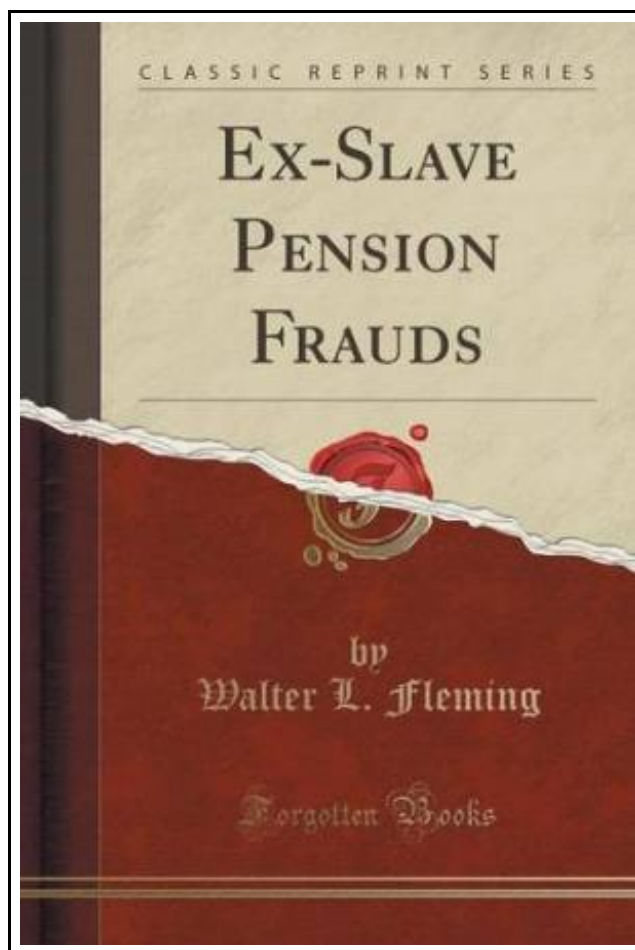 CLASSIC REPRINT SERIES
EX-SLAVE
PENSION
FRAUDS
F
by
Walter L. Fleming
Forgotten Books